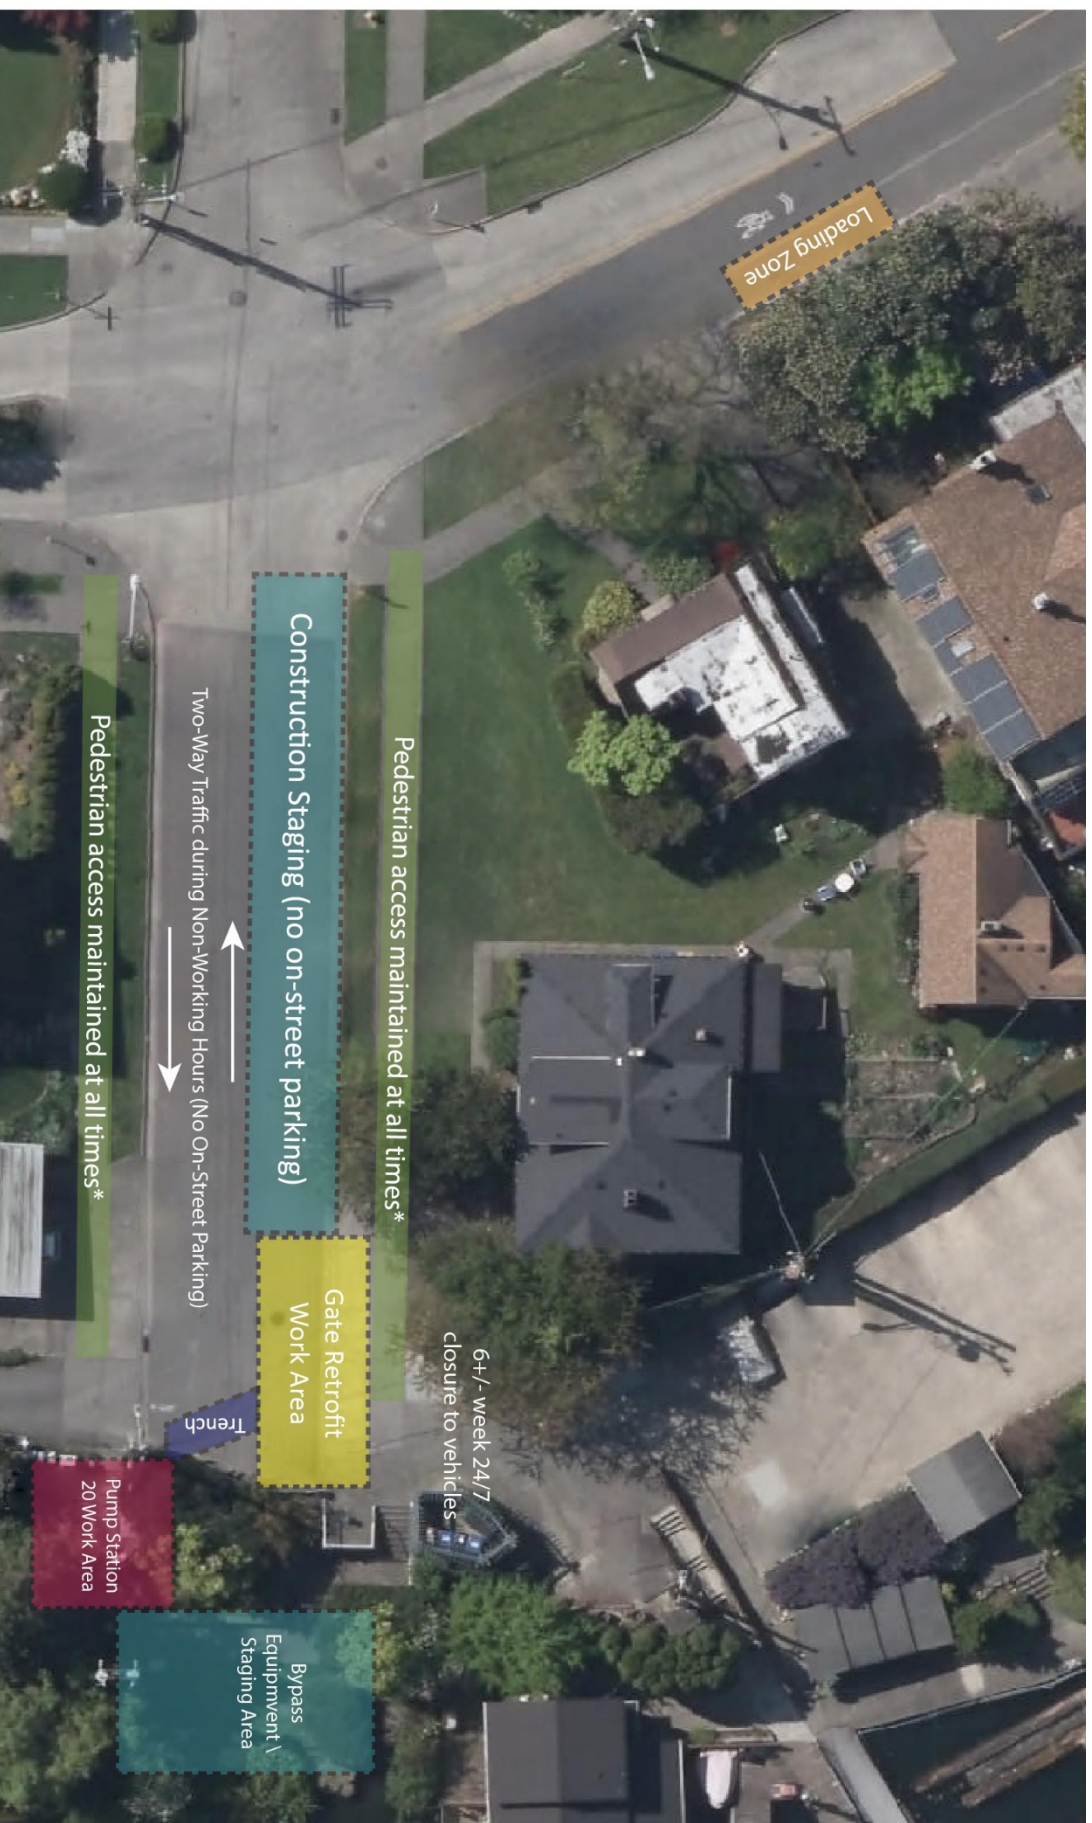 Loading Zone
Construction Staging (no on-street parking)
Pedestrian access maintained at all times*
Two-Way Traffic during Non-Working Hours (No On-Street Parking)
Pedestrian access maintained at all times*
Gate Retrofit
Work Area
6+/- week 24/7
closure to vehicles
Trench
Pump Station
20 Work Area
Bypass
Equipmvent \
Staging Area